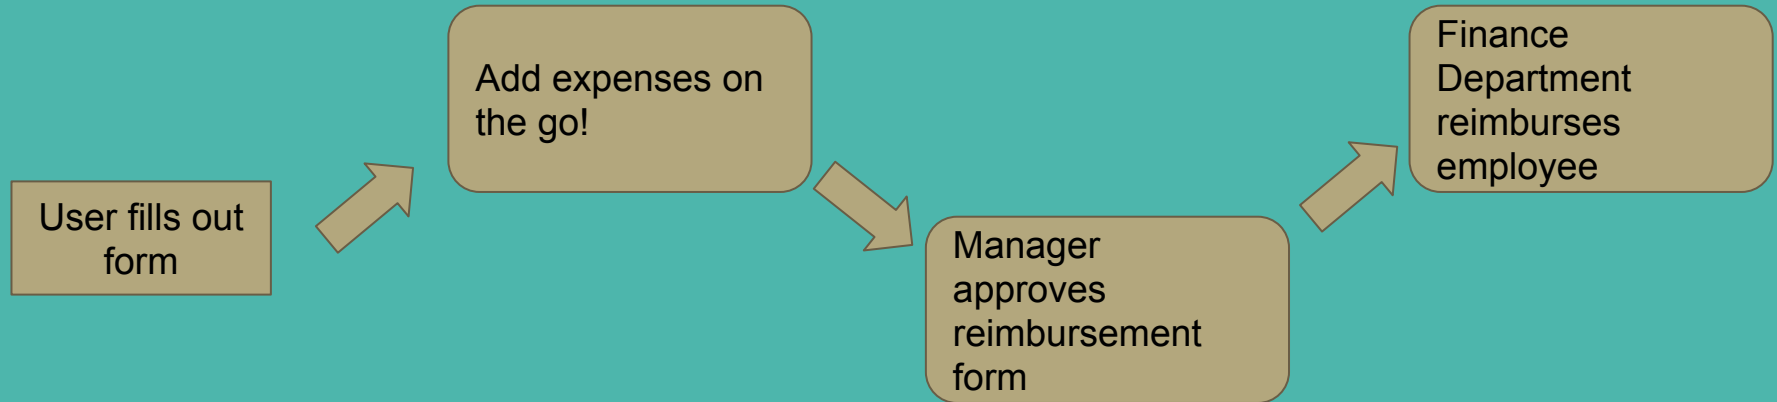 User fills out
form
Add expenses on
the go!
Manager
approves
reimbursement
form
Finance
Department
reimburses
employee